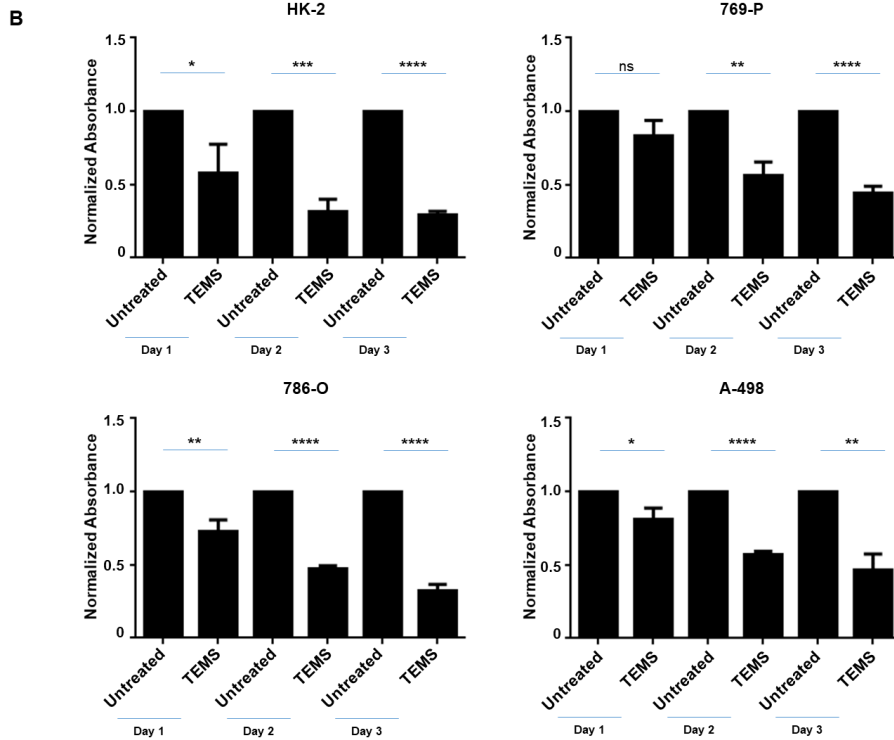 B
HK-2
Normalized Absorbance
1.5
1.0
0.5
0
*
***
****
Untreated
TEMS
Untreated
TEMS
Untreated
TEMS
Day 1
Day 2
Day 3
769-P
Normalized Absorbance
1.5
1.0
0.5
0
ns
**
****
Untreated
TEMS
Untreated
TEMS
Untreated
TEMS
Day 1
Day 2
Day 3
786-O
Normalized Absorbance
1.5
1.0
0.5
0
**
****
****
Untreated
TEMS
Untreated
TEMS
Untreated
TEMS
Day 1
Day 2
Day 3
A-498
Normalized Absorbance
1.5
1.0
0.5
0
*
****
**
Untreated
TEMS
Untreated
TEMS
Untreated
TEMS
Day 1
Day 2
Day 3